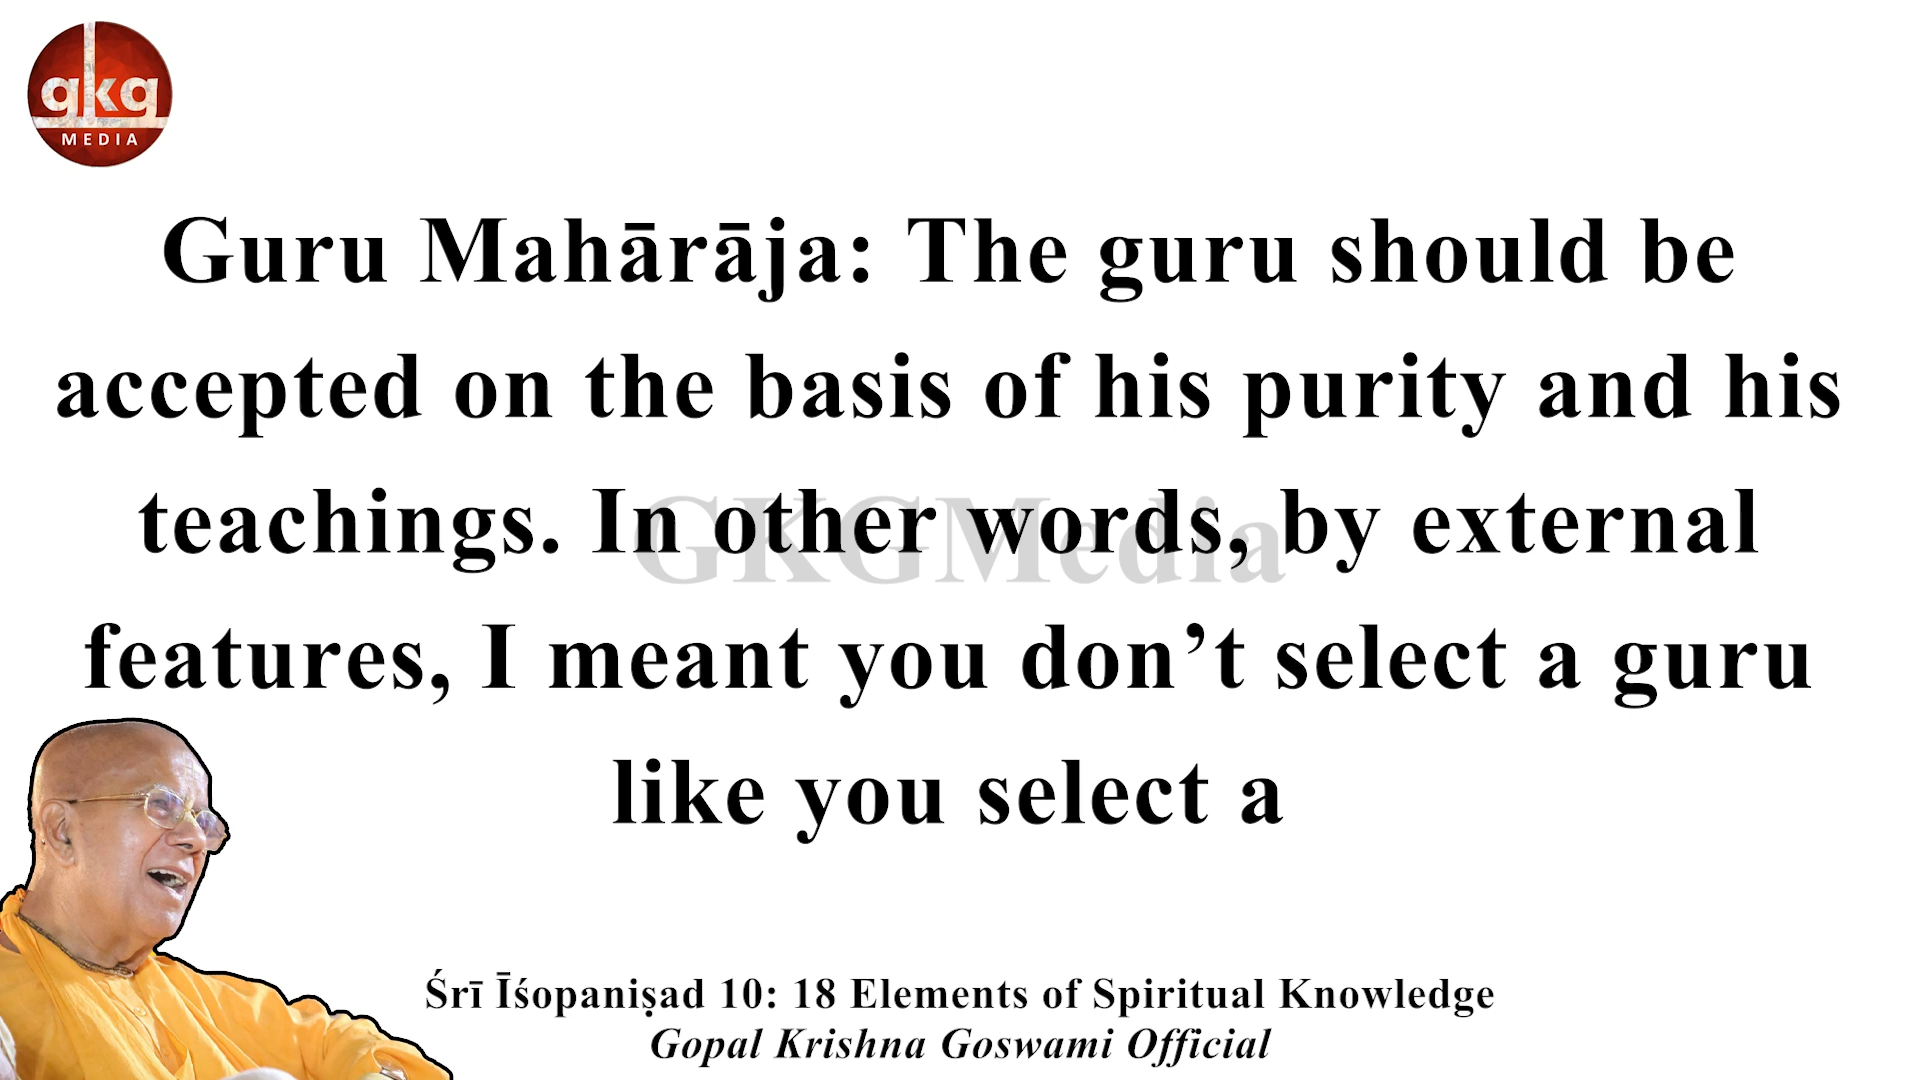 gkg
MEDIA
Guru Mahārāja: The guru should be
accepted on the basis of his purity and his
teachings. In other words, by external
GKGMedia
features, I meant you don’t select a guru
like you select a
Śrī Īśopaniṣad 10: 18 Elements of Spiritual Knowledge
Gopal Krishna Goswami Official